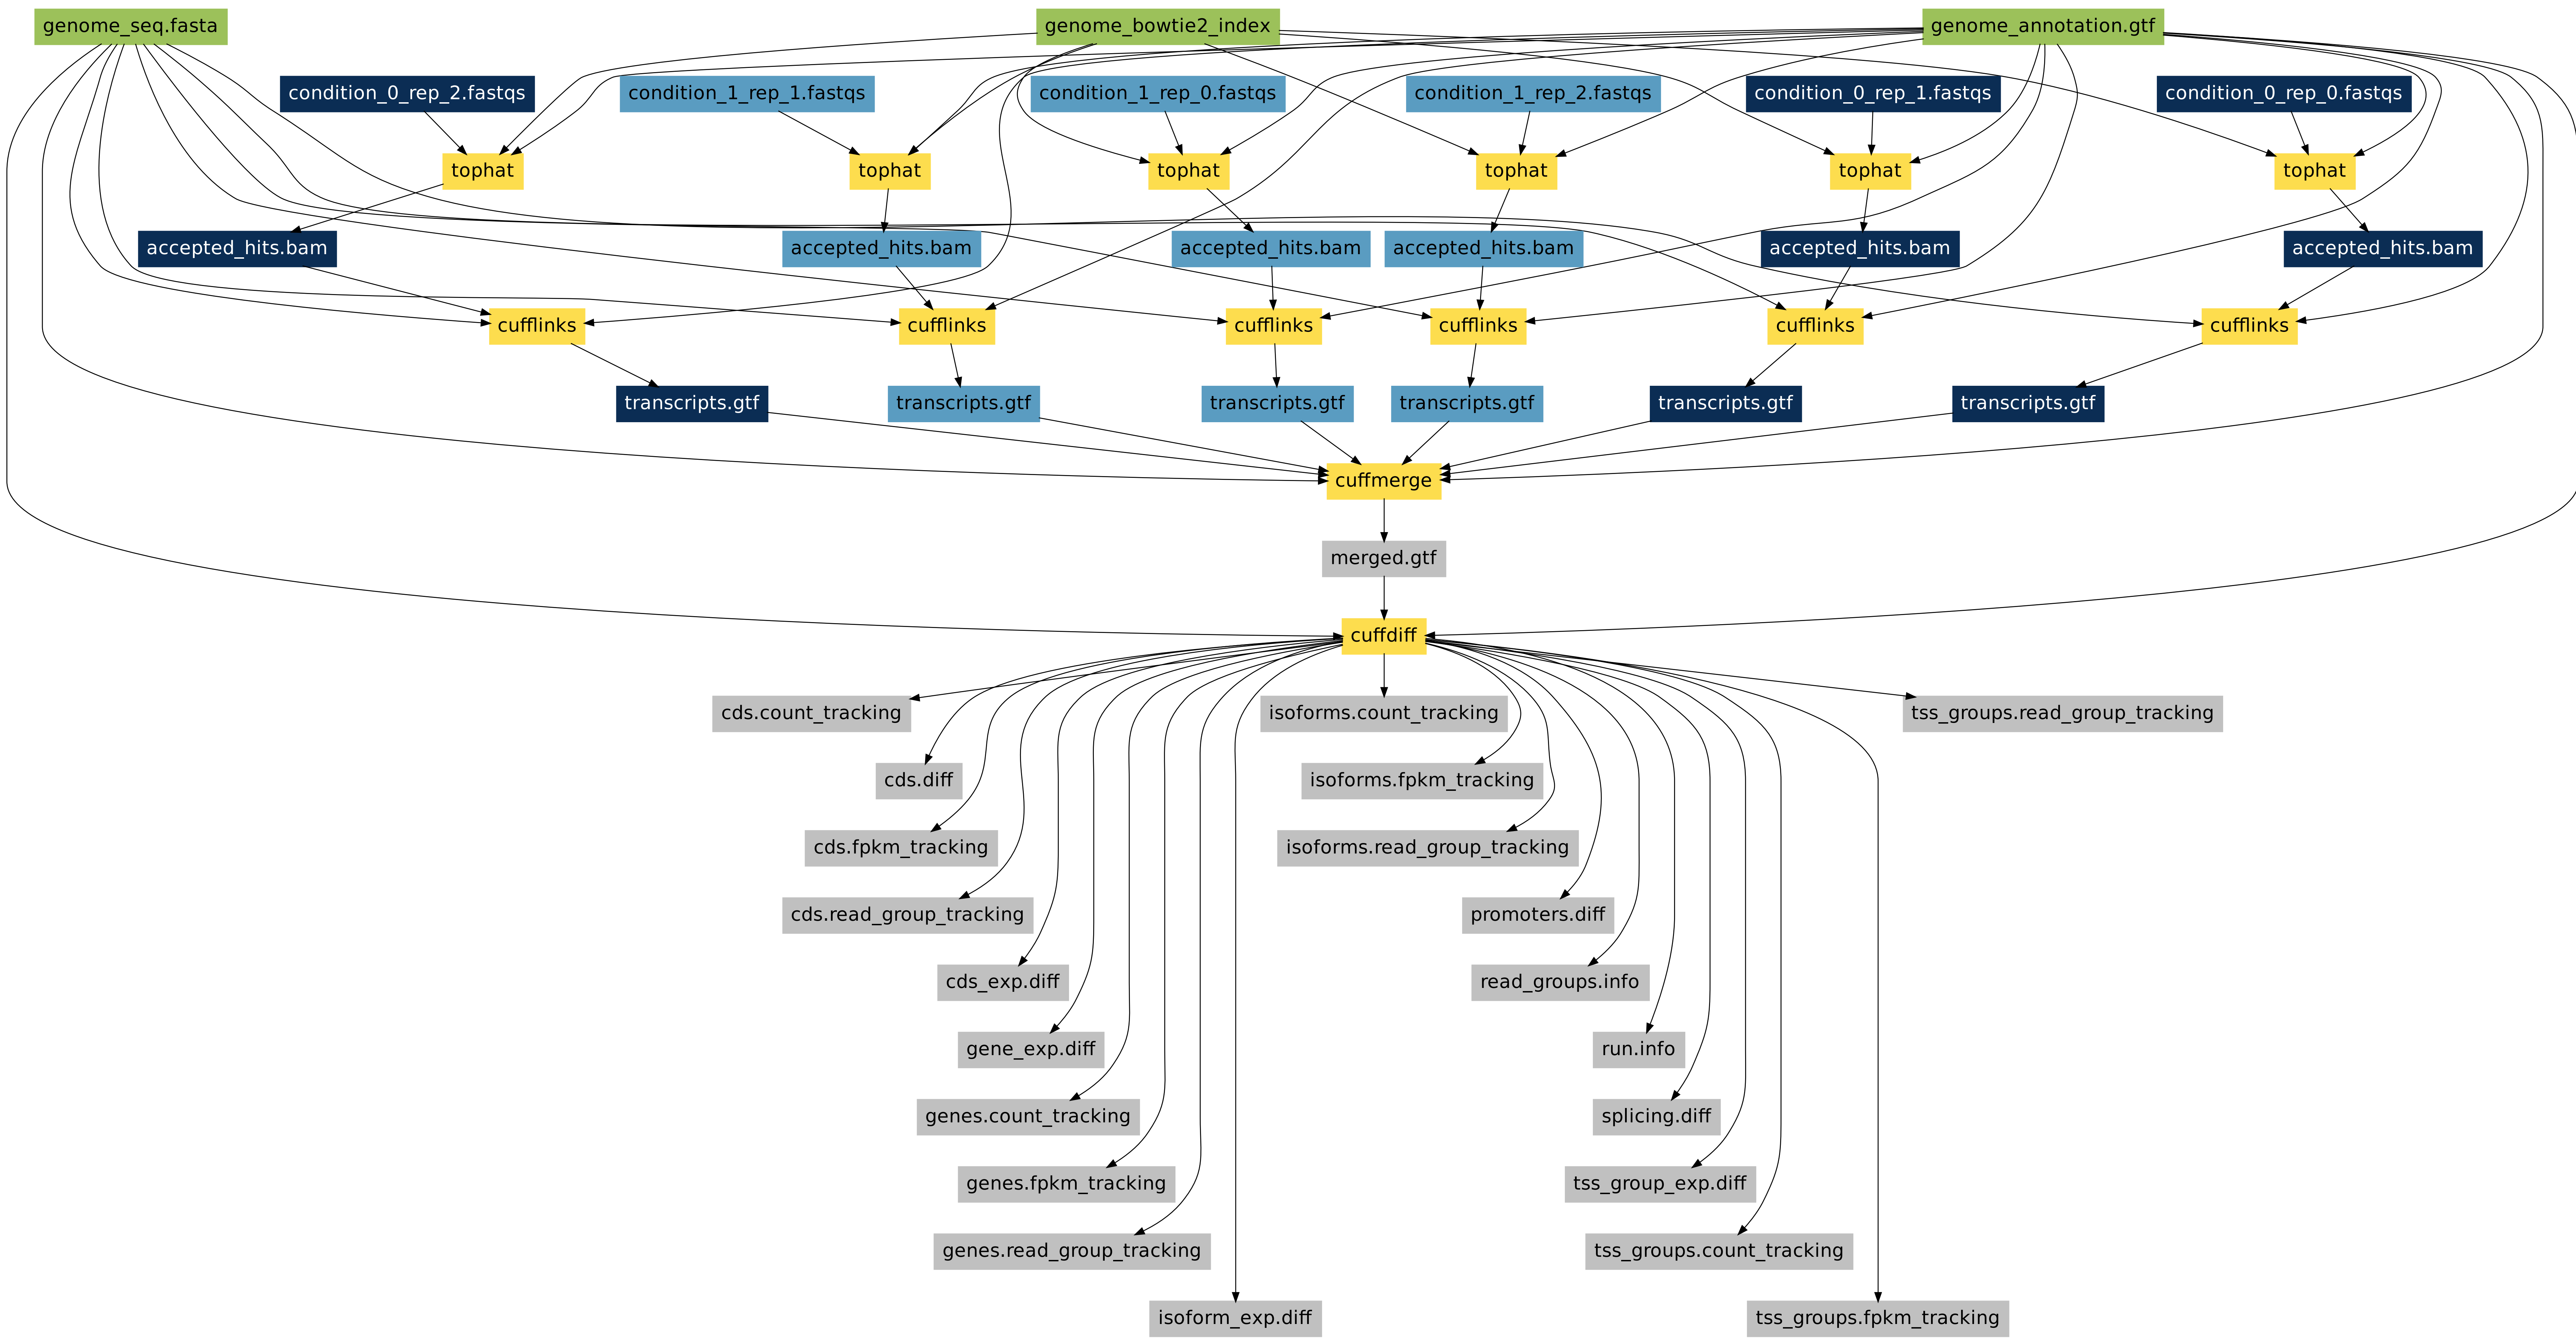 genome_seq.fasta
genome_bowtie2_index
genome_annotation.gtf
condition_0_rep_2.fastqs
condition_1_rep_1.fastqs
condition_1_rep_0.fastqs
condition_1_rep_2.fastqs
condition_0_rep_1.fastqs
condition_0_rep_0.fastqs
tophat
tophat
tophat
tophat
tophat
tophat
accepted_hits.bam
accepted_hits.bam
accepted_hits.bam
accepted_hits.bam
accepted_hits.bam
accepted_hits.bam
cufflinks
cufflinks
cufflinks
cufflinks
cufflinks
cufflinks
transcripts.gtf
transcripts.gtf
transcripts.gtf
transcripts.gtf
transcripts.gtf
transcripts.gtf
cuffmerge
merged.gtf
cuffdiff
cds.count_tracking
isoforms.count_tracking
tss_groups.read_group_tracking
cds.diff
isoforms.fpkm_tracking
cds.fpkm_tracking
isoforms.read_group_tracking
cds.read_group_tracking
promoters.diff
cds_exp.diff
read_groups.info
gene_exp.diff
run.info
genes.count_tracking
splicing.diff
genes.fpkm_tracking
tss_group_exp.diff
genes.read_group_tracking
tss_groups.count_tracking
isoform_exp.diff
tss_groups.fpkm_tracking